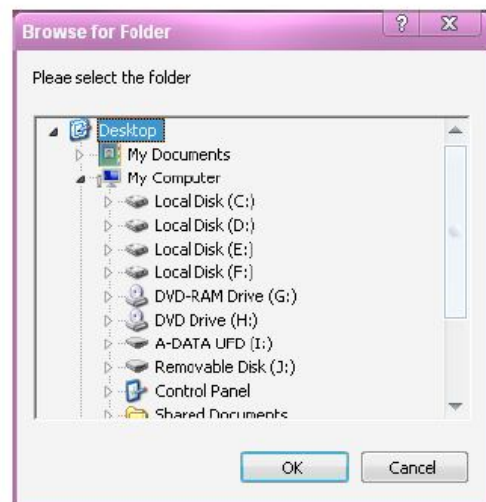 Browse for Folder
Pleae select the folder
Desktop
My Documents
My Computer
Local Disk (C:)
Local Disk (D:)
Local Disk (E:)
Local Disk (F:)
DVD-RAM Drive (G:)
DVD Drive (H:)
A-DATA UFD (I:)
Removable Disk (J:)
Control Panel
Shared Documents
OK Cancel